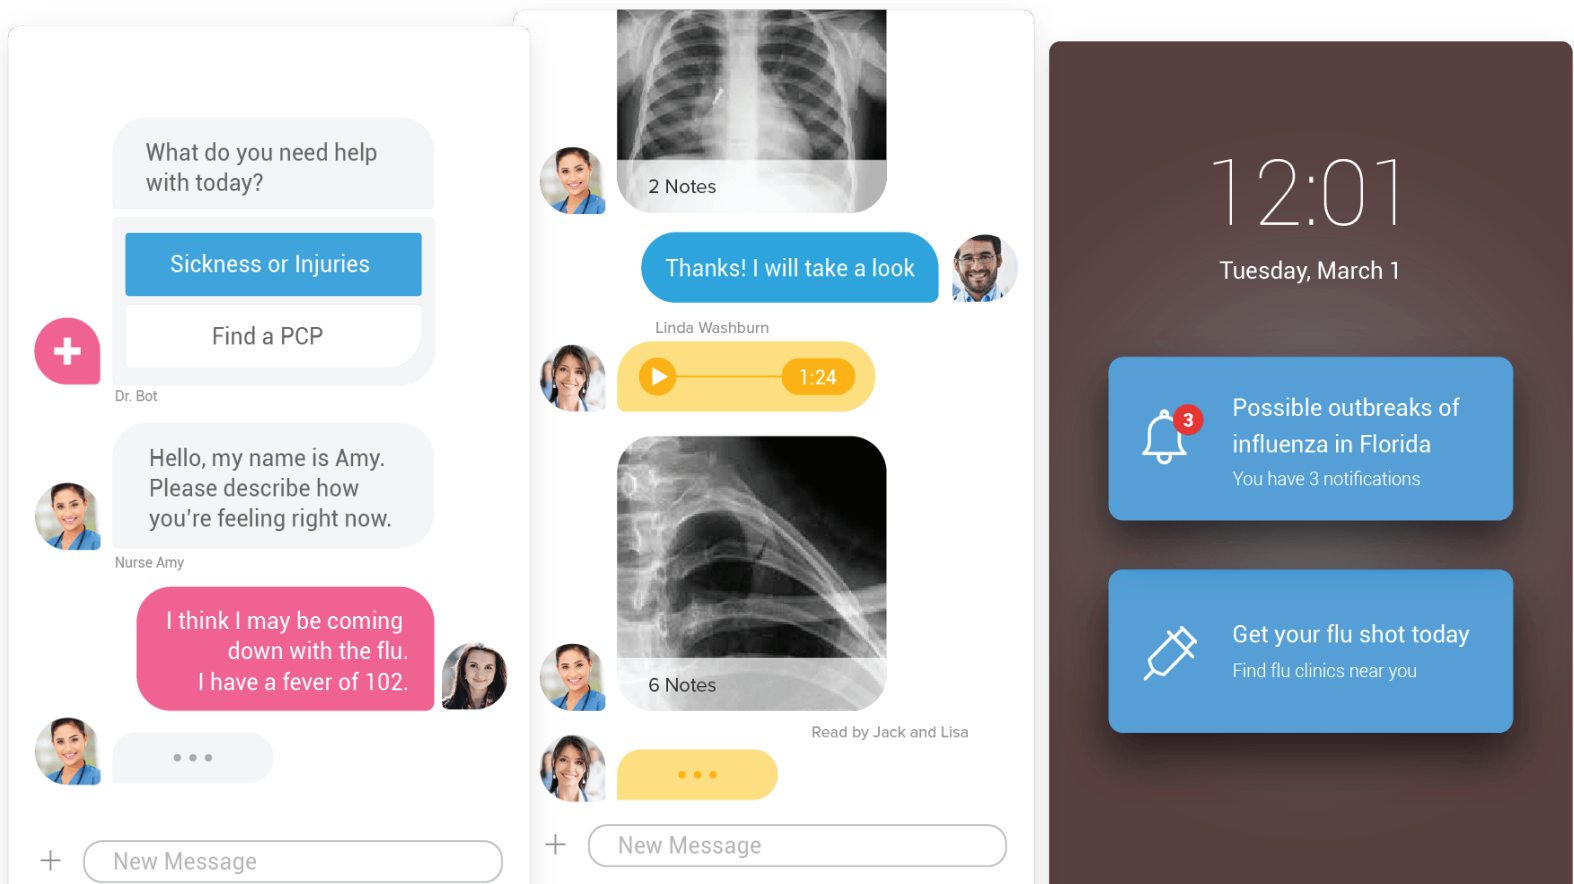 What do you need help
with today?
Sickness or Injuries
Find a PCP
Dr. Bot
Hello, my name is Amy.
Please describe how
you're feeling right now.
Nurse Amy
I think I may be coming
down with the flu.
I have a fever of 102.
New Message
2 Notes
Thanks! I will take a look
Linda Washburn
1:24
6 Notes
Read by Jack and Lisa
New Message
12:01
Tuesday, March 1
3
Possible outbreaks of
influenza in Florida
You have 3 notifications
Get your flu shot today
Find flu clinics near you